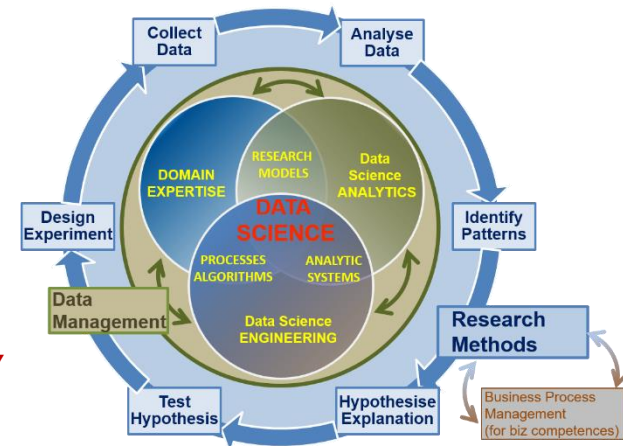 Collect
Data
Analyse
Data
RESEARCH
MODELS
DOMAIN
EXPERTISE
Data
Science
ANALYTICS
DATA
SCIENCE
Design
Experiment
Identify
Patterns
PROCESSES
ALGORITHMS
ANALYTIC
SYSTEMS
Data
Management
Data Science
ENGINEERING
Research
Methods
Test
Hypothesis
Hypothesise
Explanation
Business Process
Management
(for biz competences)